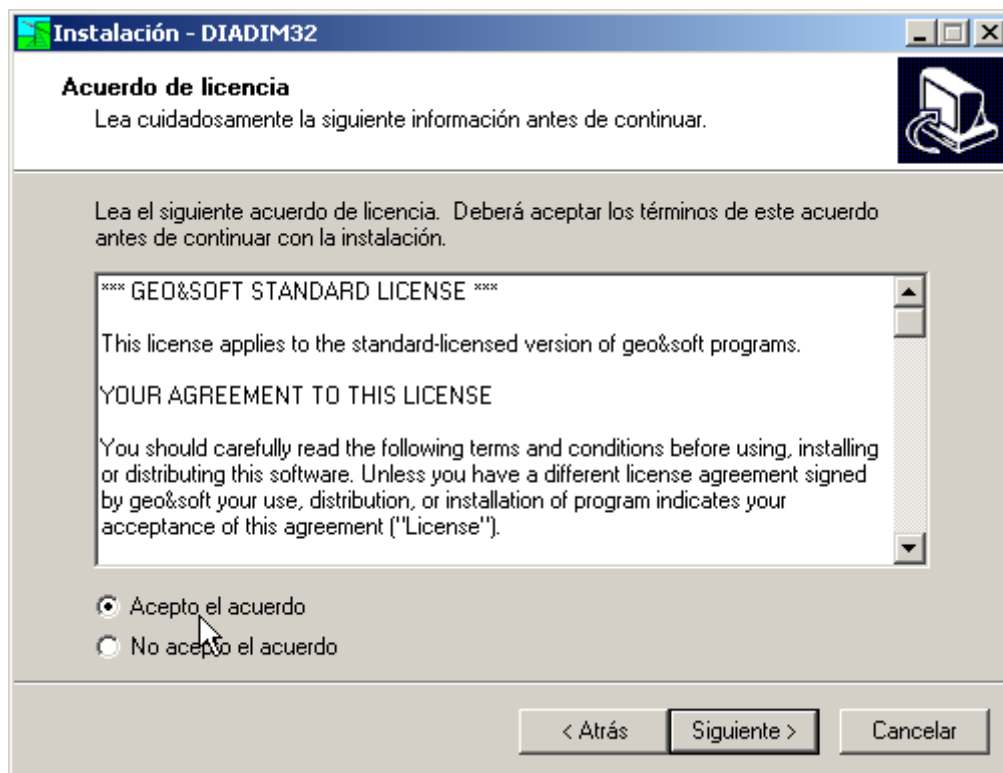 Instalación - DIADIM32
Acuerdo de licencia
Lea cuidadosamente la siguiente información antes de continuar.
Lea el siguiente acuerdo de licencia.  Deberá aceptar los términos de este acuerdo
antes de continuar con la instalación.
*** GEO&SOFT STANDARD LICENSE ***
This license applies to the standard-licensed version of geo&soft programs.
YOUR AGREEMENT TO THIS LICENSE
You should carefully read the following terms and conditions before using, installing
or distributing this software. Unless you have a different license agreement signed
by geo&soft your use, distribution, or installation of program indicates your
acceptance of this agreement ("License").
Acepto el acuerdo
No acepto el acuerdo
< Atrás
Siguiente >
Cancelar